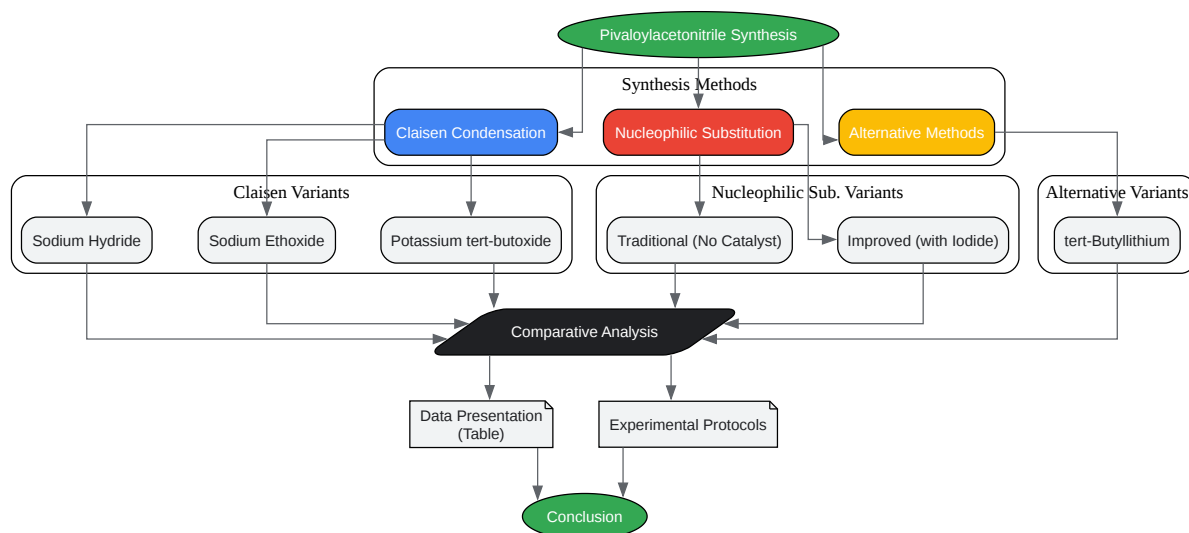 Pivaloylacetonitrile Synthesis
Synthesis Methods
Claisen Condensation
Nucleophilic Substitution
Alternative Methods
Claisen Variants
Nucleophilic Sub. Variants
Alternative Variants
Sodium Hydride
Sodium Ethoxide
Potassium tert-butoxide
Traditional (No Catalyst)
Improved (with Iodide)
tert-Butyllithium
Comparative Analysis
Data Presentation
(Table)
Experimental Protocols
Conclusion